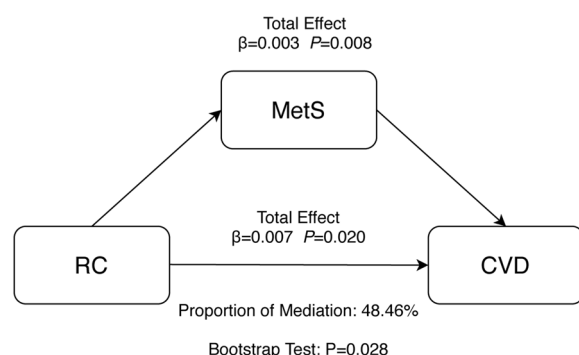 Total Effect
β=0.003 P=0.008
MetS
Total Effect
β=0.007 P=0.020
RC
CVD
Proportion of Mediation: 48.46%
Bootstrap Test: P=0.028